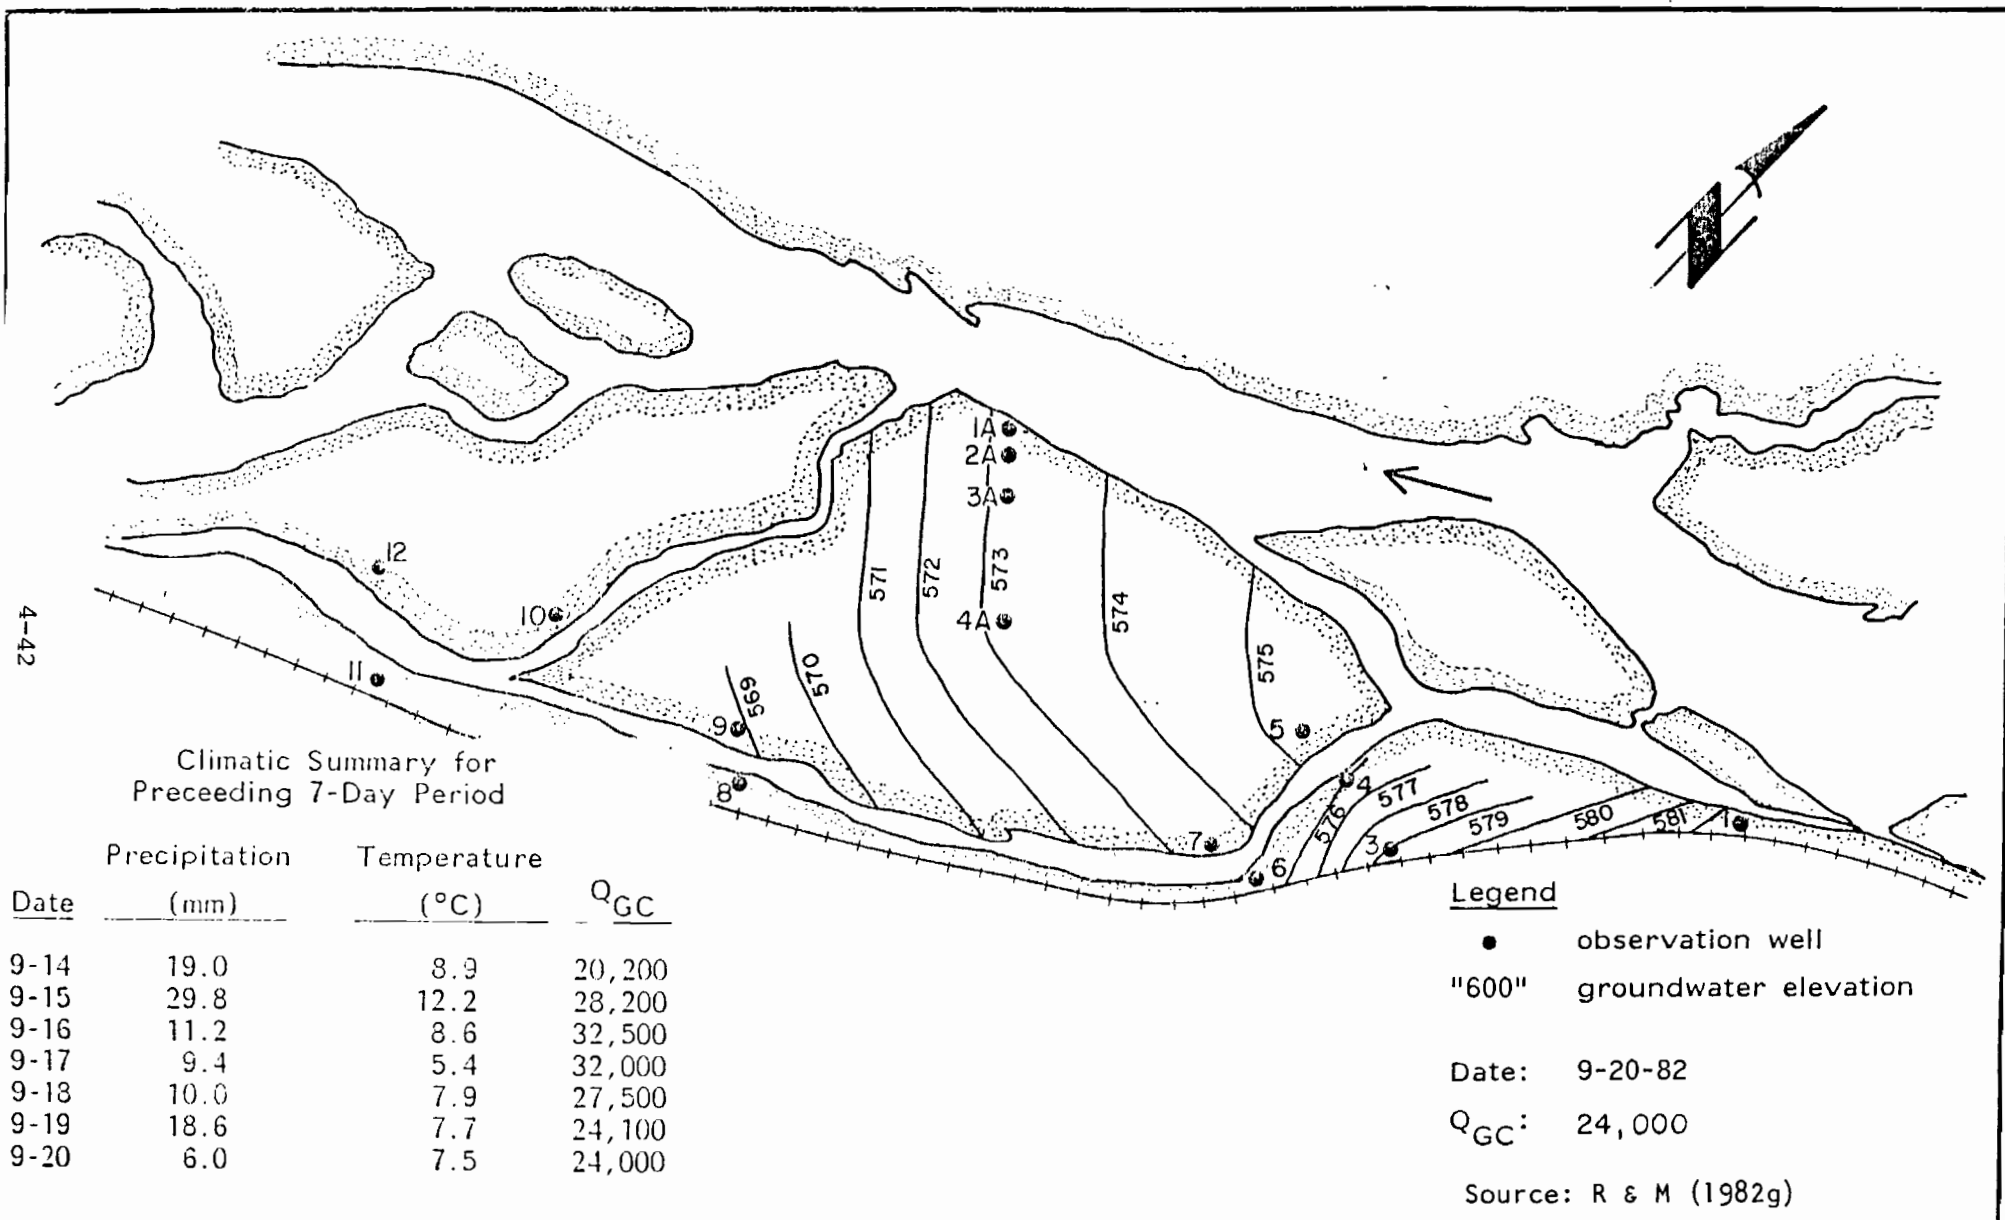 1A
2A
3A
4A
12
10
11
9
8
7
6
5
4
3
1
569
570
571
572
573
574
575
576
577
578
579
580
581
4-42
Climatic Summary for
Preceeding 7-Day Period
Precipitation Temperature
Date (mm) (°C) QGC
9-14 19.0 8.9 20,200
9-15 29.8 12.2 28,200
9-16 11.2 8.6 32,500
9-17 9.4 5.4 32,000
9-18 10.0 7.9 27,500
9-19 18.6 7.7 24,100
9-20 6.0 7.5 24,000
Legend
observation well
"600" groundwater elevation
Date: 9-20-82
QGC: 24,000
Source: R & M (1982g)